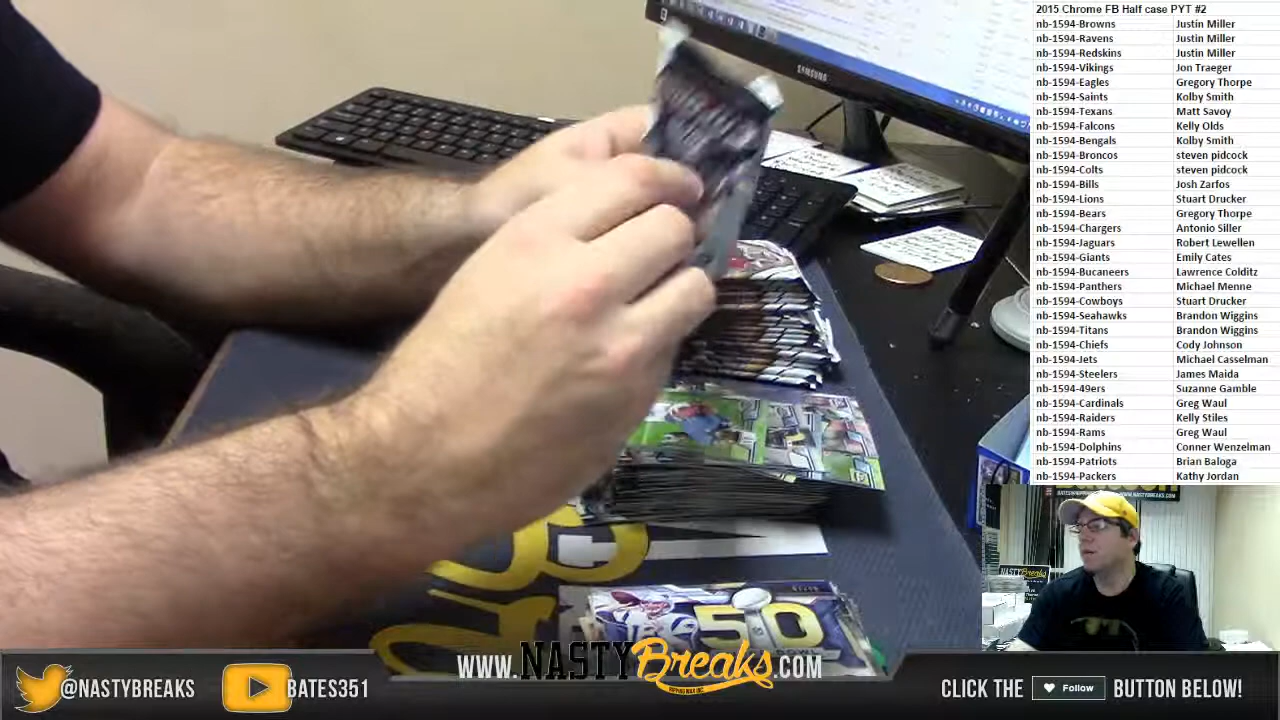 2015 Chrome FB Half case PYT #2
nb-1594-Browns Justin Miller
nb-1594-Ravens Justin Miller
nb-1594-Redskins Justin Miller
nb-1594-Vikings Jon Traeger
nb-1594-Eagles Gregory Thorpe
nb-1594-Saints Kolby Smith
nb-1594-Texans Matt Savoy
nb-1594-Falcons Kelly Olds
nb-1594-Bengals Kolby Smith
nb-1594-Broncos steven pidcock
nb-1594-Colts steven pidcock
nb-1594-Bills Josh Zarfos
nb-1594-Lions Stuart Drucker
nb-1594-Bears Gregory Thorpe
nb-1594-Chargers Antonio Siller
nb-1594-Jaguars Robert Lewellen
nb-1594-Giants Emily Cates
nb-1594-Bucaneers Lawrence Colditz
nb-1594-Panthers Michael Menne
nb-1594-Cowboys Stuart Drucker
nb-1594-Seahawks Brandon Wiggins
nb-1594-Titans Brandon Wiggins
nb-1594-Chiefs Cody Johnson
nb-1594-Jets Michael Casselman
nb-1594-Steelers James Maida
nb-1594-49ers Suzanne Gamble
nb-1594-Cardinals Greg Waul
nb-1594-Raiders Kelly Stiles
nb-1594-Rams Greg Waul
nb-1594-Dolphins Conner Wenzelman
nb-1594-Patriots Brian Baloga
nb-1594-Packers Kathy Jordan
SAMSUNG
50
@NASTYBREAKS
BATES351
WWW.NASTYBreaks.COM
CLICK THE Follow BUTTON BELOW!